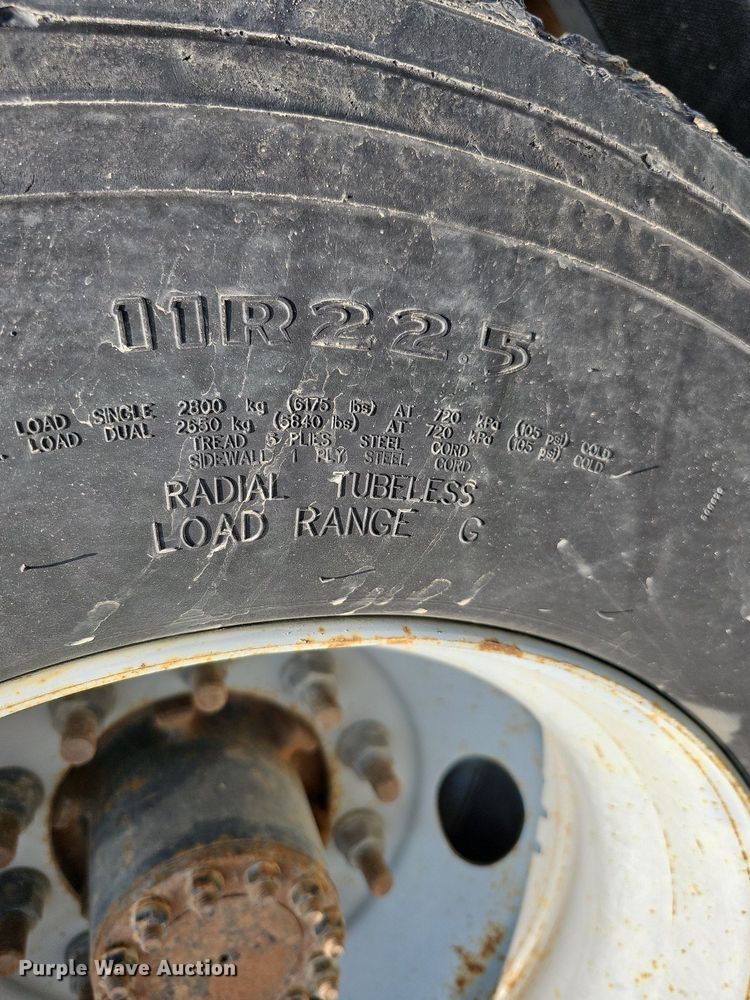 11R22.5
LOAD SINGLE 2800 kg (6175 lbs) AT 720 kPa (105 psi) COLD
LOAD DUAL 2650 kg (5840 lbs) AT 720 kPa (105 psi) COLD
TREAD 5 PLIES STEEL CORD
SIDEWALL 1 PLY STEEL CORD
RADIAL TUBELESS
LOAD RANGE G
Purple Wave Auction